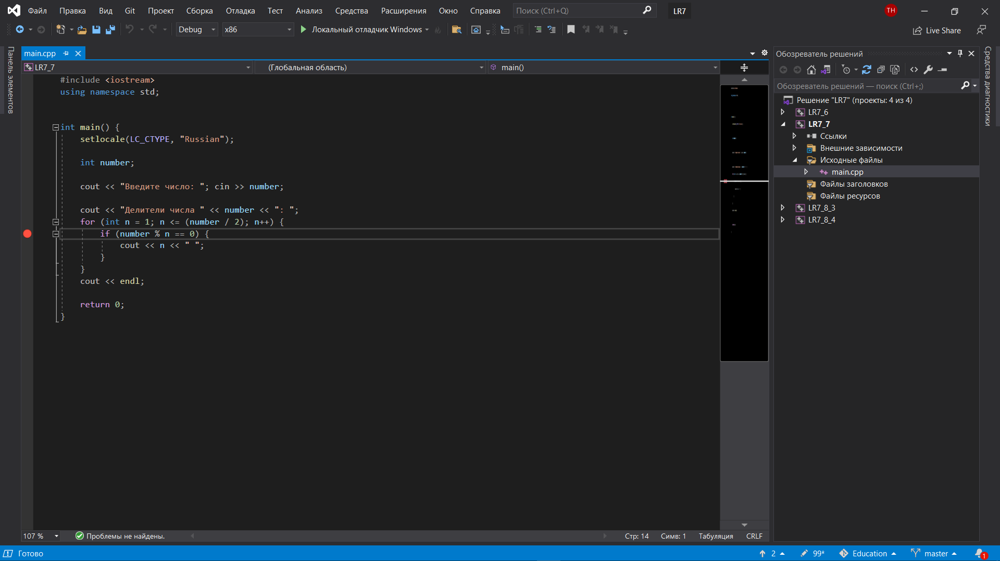 Файл Правка Вид Git Проект Сборка Отладка Тест Анализ Средства Расширения Окно Справка Поиск (Ctrl+Q) LR7 TH
Debug x86 Локальный отладчик Windows Live Share
Панель элементов
main.cpp
LR7_7 (Глобальная область) main()
#include <iostream>
using namespace std;
int main() {
setlocale(LC_CTYPE, "Russian");
int number;
cout << "Введите число: "; cin >> number;
cout << "Делители числа " << number << ": ";
for (int n = 1; n <= (number / 2); n++) {
if (number % n == 0) {
cout << n << " ";
}
}
cout << endl;
return 0;
}
107 % Проблемы не найдены. Стр: 14 Симв: 1 Табуляция CRLF
Обозреватель решений
Обозреватель решений — поиск (Ctrl+;)
Решение "LR7" (проекты: 4 из 4)
LR7_6
LR7_7
Ссылки
Внешние зависимости
Исходные файлы
main.cpp
Файлы заголовков
Файлы ресурсов
LR7_8_3
LR7_8_4
Средства диагностики
Готово 2 99* Education master 1